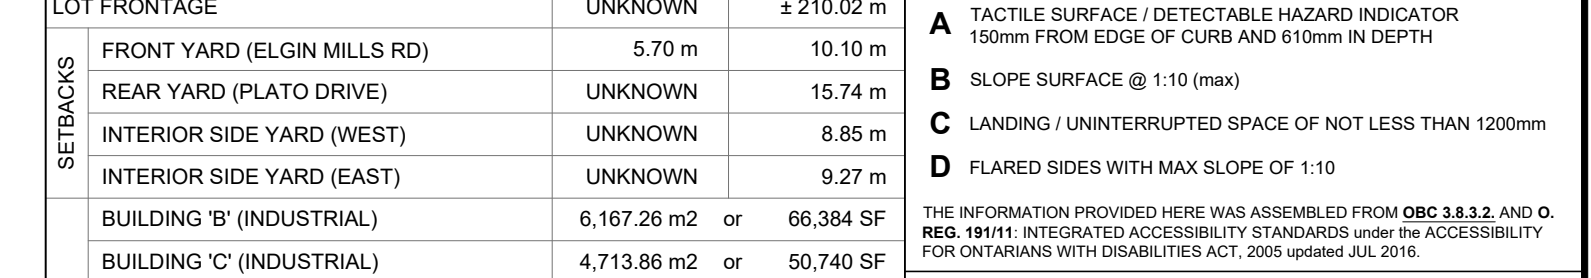 LOT FRONTAGE UNKNOWN ± 210.02 m
SETBACKS
FRONT YARD (ELGIN MILLS RD) 5.70 m 10.10 m
REAR YARD (PLATO DRIVE) UNKNOWN 15.74 m
INTERIOR SIDE YARD (WEST) UNKNOWN 8.85 m
INTERIOR SIDE YARD (EAST) UNKNOWN 9.27 m
BUILDING 'B' (INDUSTRIAL) 6,167.26 m2 or 66,384 SF
BUILDING 'C' (INDUSTRIAL) 4,713.86 m2 or 50,740 SF
A TACTILE SURFACE / DETECTABLE HAZARD INDICATOR
150mm FROM EDGE OF CURB AND 610mm IN DEPTH
B SLOPE SURFACE @ 1:10 (max)
C LANDING / UNINTERRUPTED SPACE OF NOT LESS THAN 1200mm
D FLARED SIDES WITH MAX SLOPE OF 1:10
THE INFORMATION PROVIDED HERE WAS ASSEMBLED FROM OBC 3.8.3.2. AND O.
REG. 191/11: INTEGRATED ACCESSIBILITY STANDARDS under the ACCESSIBILITY
FOR ONTARIANS WITH DISABILITIES ACT, 2005 updated JUL 2016.